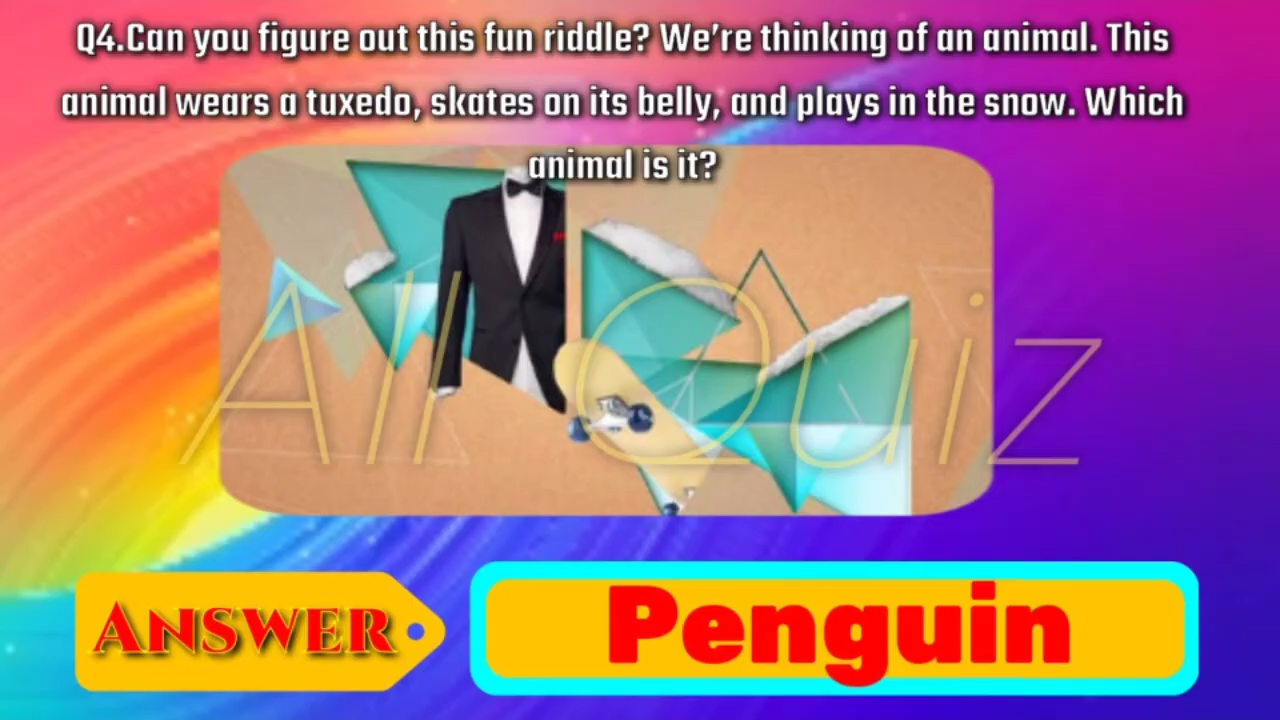 Q4.Can you figure out this fun riddle? We’re thinking of an animal. This
animal wears a tuxedo, skates on its belly, and plays in the snow. Which
animal is it?
All Quiz
ANSWER
Penguin